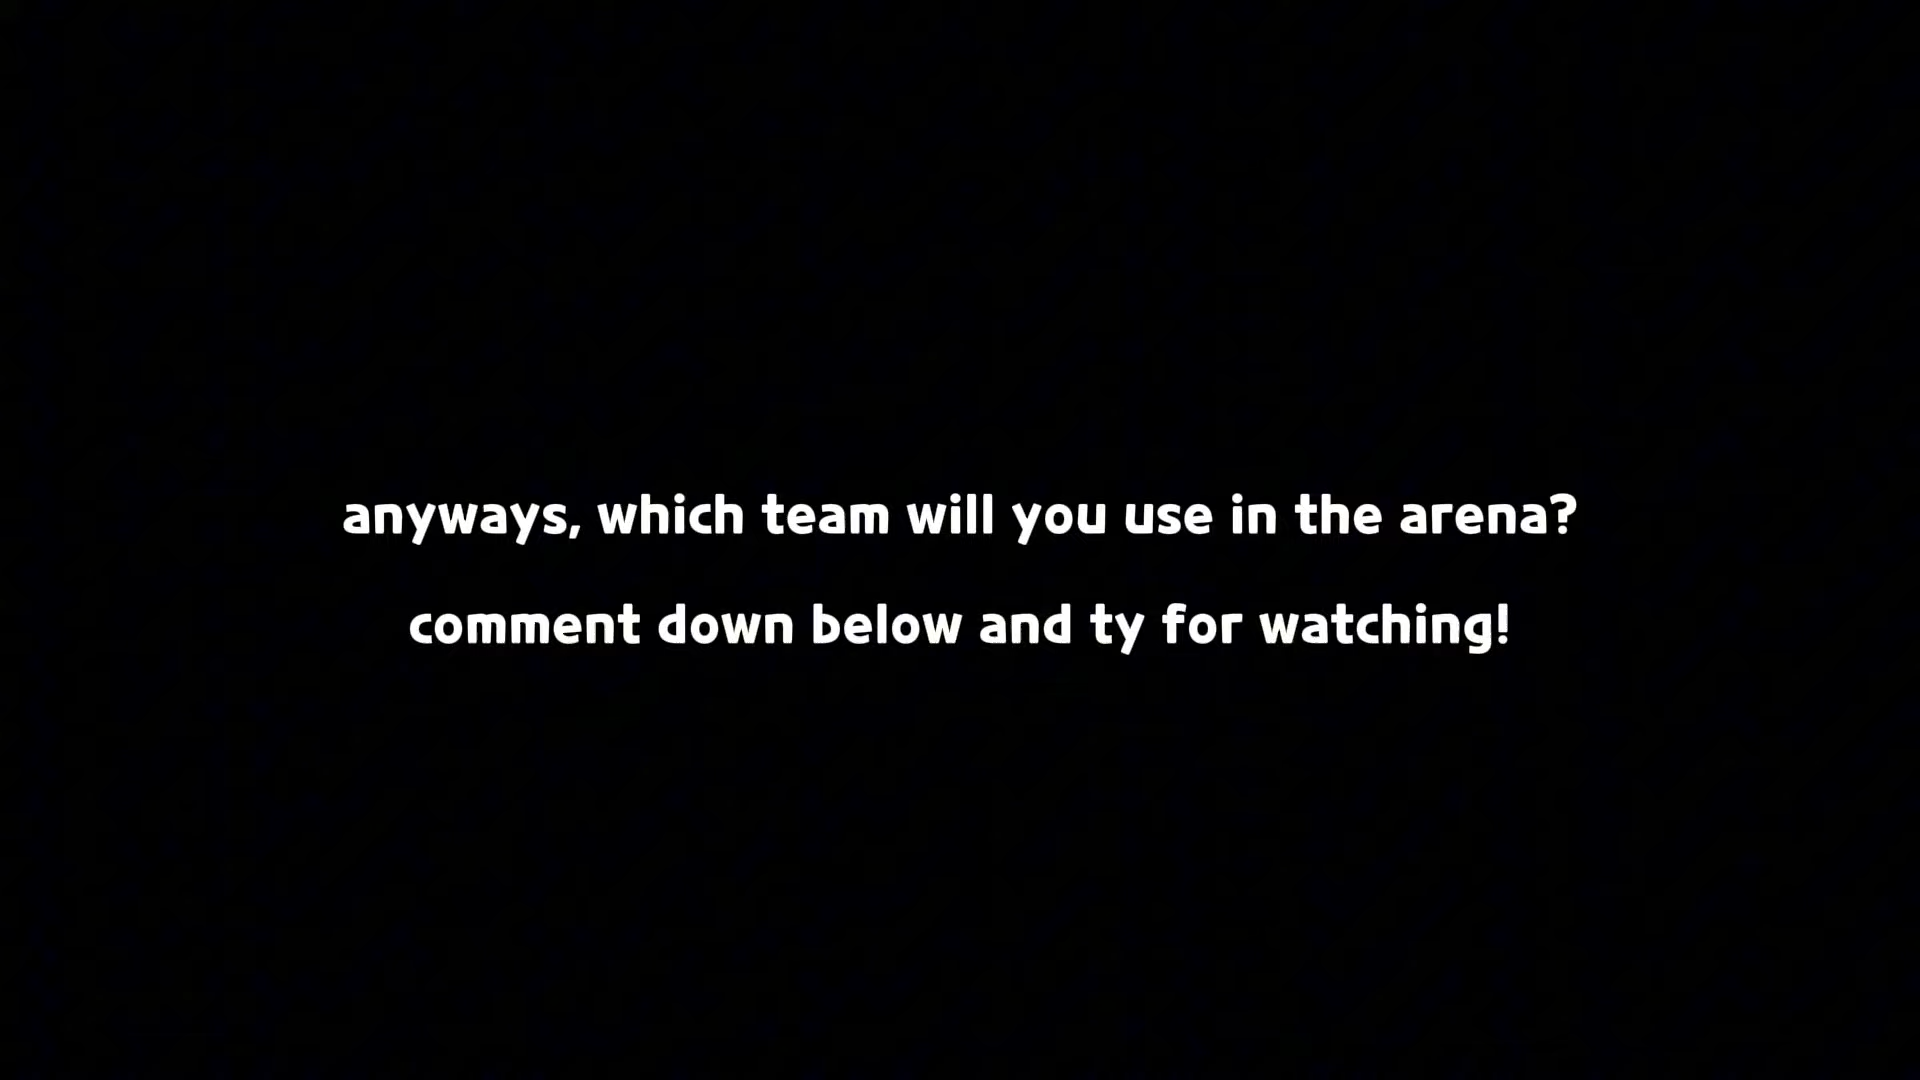 anyways, which team will you use in the arena?
comment down below and ty for watching!